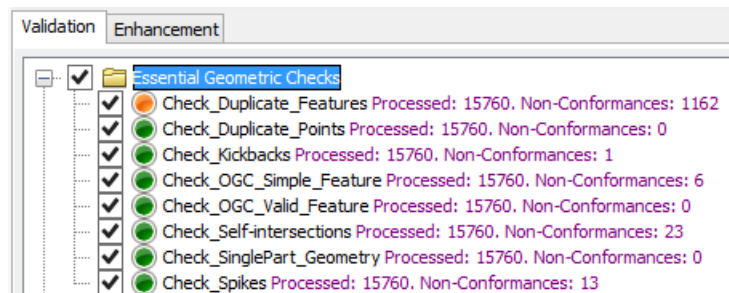 Validation Enhancement
Essential Geometric Checks
Check_Duplicate_Features Processed: 15760. Non-Conformances: 1162
Check_Duplicate_Points Processed: 15760. Non-Conformances: 0
Check_Kickbacks Processed: 15760. Non-Conformances: 1
Check_OGC_Simple_Feature Processed: 15760. Non-Conformances: 6
Check_OGC_Valid_Feature Processed: 15760. Non-Conformances: 0
Check_Self-intersections Processed: 15760. Non-Conformances: 23
Check_SinglePart_Geometry Processed: 15760. Non-Conformances: 0
Check_Spikes Processed: 15760. Non-Conformances: 13